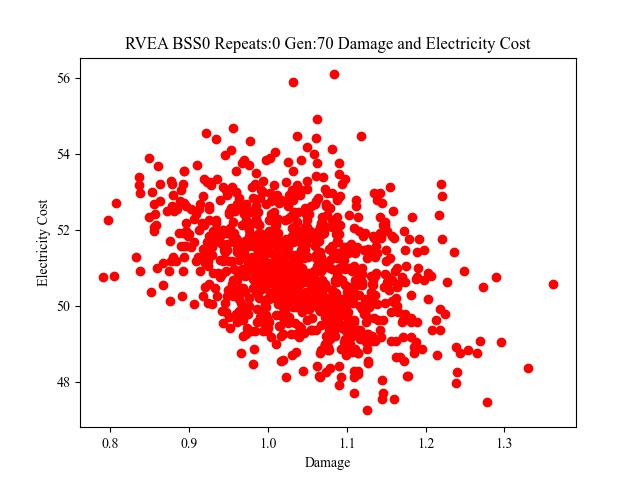 RVEA BSS0 Repeats:0 Gen:70 Damage and Electricity Cost
56
54
52
50
48
Electricity Cost
0.8 0.9 1.0 1.1 1.2 1.3
Damage